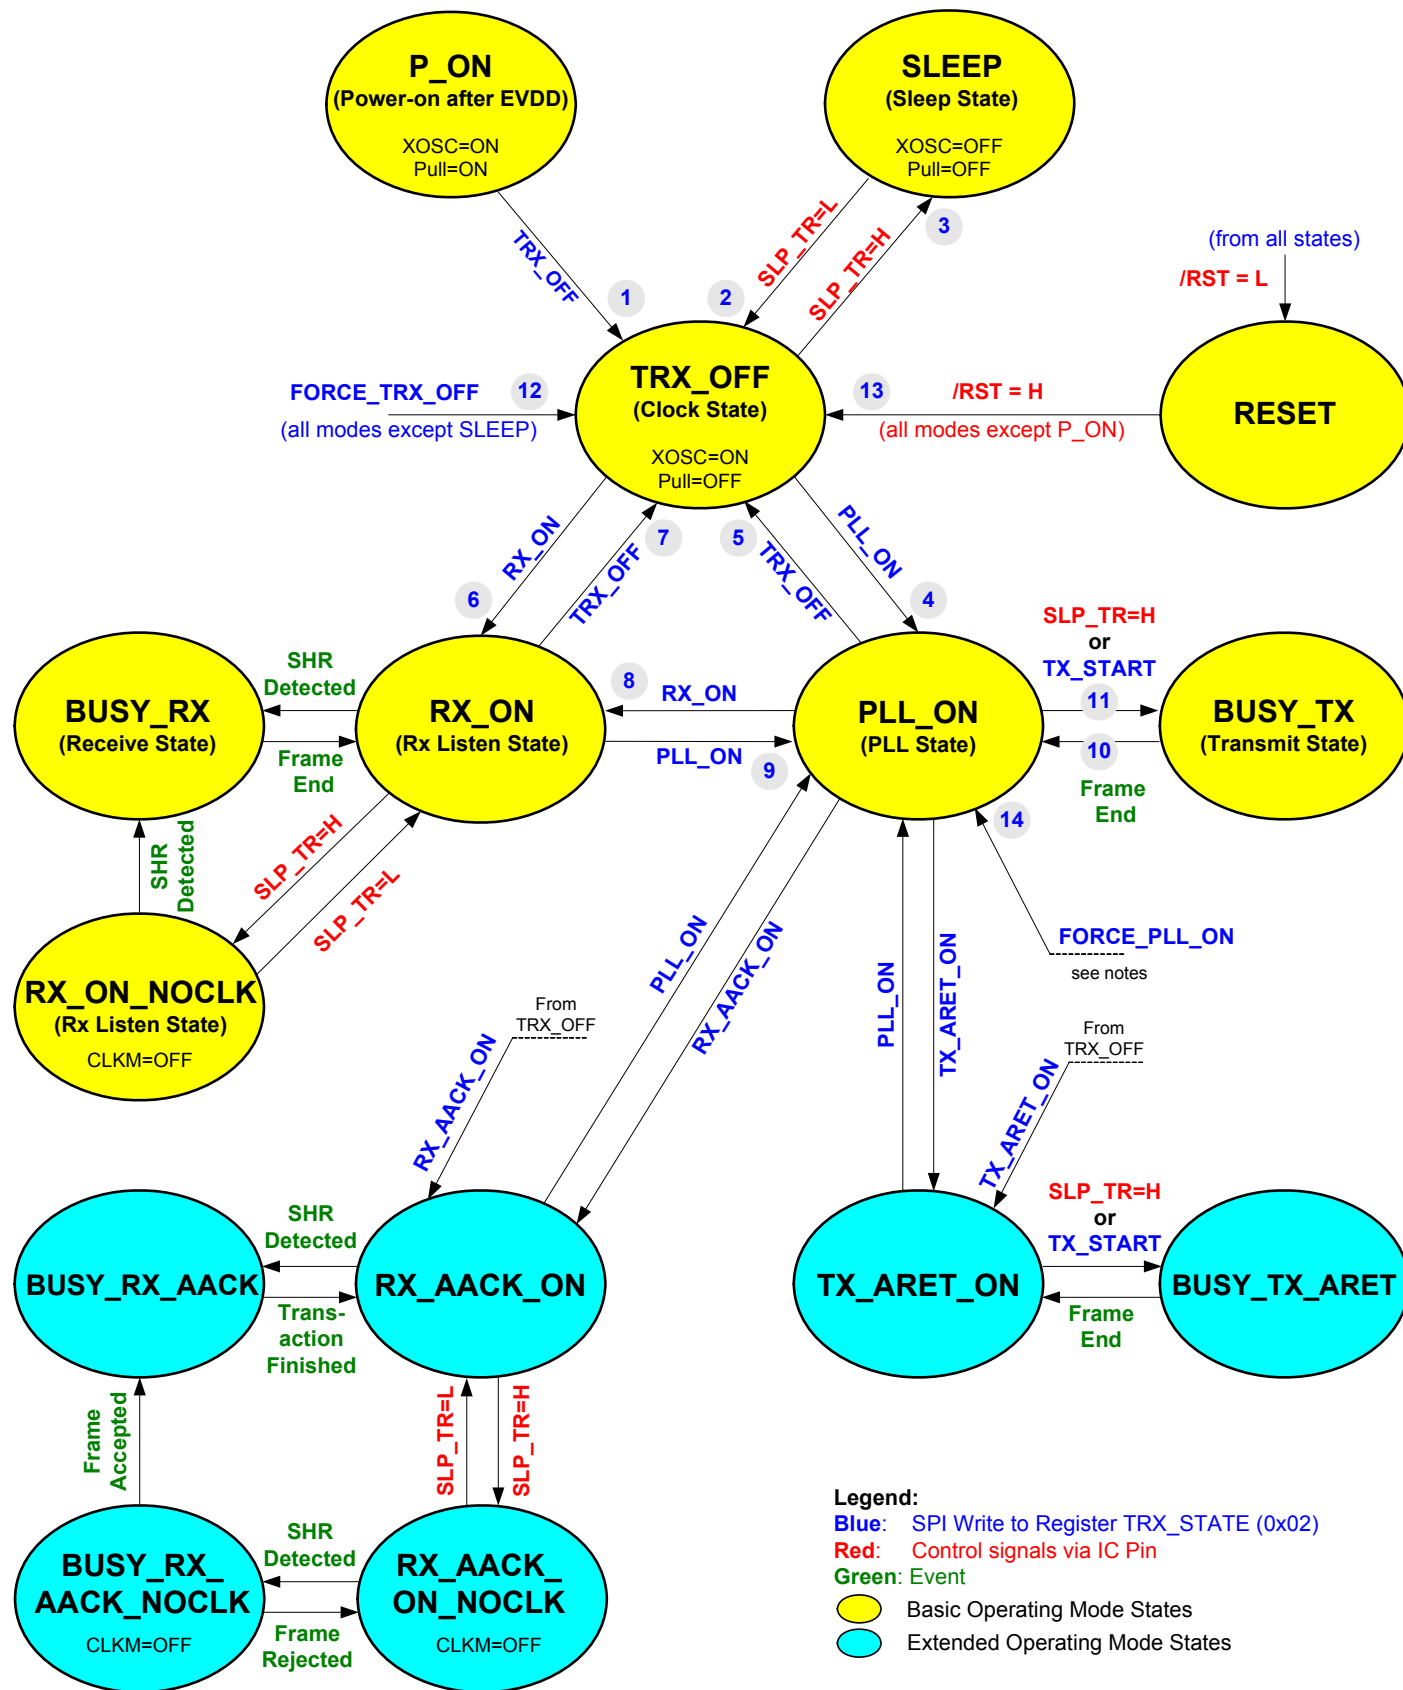 P_ON
(Power-on after EVDD)
XOSC=ON
Pull=ON
SLEEP
(Sleep State)
XOSC=OFF
Pull=OFF
TRX_OFF
1
2
SLP_TR=L
SLP_TR=H
3
(from all states)
/RST = L
FORCE_TRX_OFF
12
(all modes except SLEEP)
TRX_OFF
(Clock State)
XOSC=ON
Pull=OFF
13
/RST = H
(all modes except P_ON)
RESET
RX_ON
6
TRX_OFF
7
5
TRX_OFF
PLL_ON
4
SLP_TR=H
or
TX_START
11
BUSY_RX
(Receive State)
SHR
Detected
Frame
End
RX_ON
(Rx Listen State)
8
RX_ON
PLL_ON
9
PLL_ON
(PLL State)
10
Frame
End
BUSY_TX
(Transmit State)
14
SHR
Detected
SLP_TR=H
SLP_TR=L
RX_ON_NOCLK
(Rx Listen State)
CLKM=OFF
PLL_ON
RX_AACK_ON
PLL_ON
TX_ARET_ON
FORCE_PLL_ON
see notes
From
TRX_OFF
RX_AACK_ON
From
TRX_OFF
TX_ARET_ON
BUSY_RX_AACK
SHR
Detected
Trans-
action
Finished
RX_AACK_ON
TX_ARET_ON
SLP_TR=H
or
TX_START
Frame
End
BUSY_TX_ARET
Frame
Accepted
SLP_TR=L
SLP_TR=H
BUSY_RX_
AACK_NOCLK
CLKM=OFF
SHR
Detected
Frame
Rejected
RX_AACK_
ON_NOCLK
CLKM=OFF
Legend:
Blue: SPI Write to Register TRX_STATE (0x02)
Red: Control signals via IC Pin
Green: Event
Basic Operating Mode States
Extended Operating Mode States